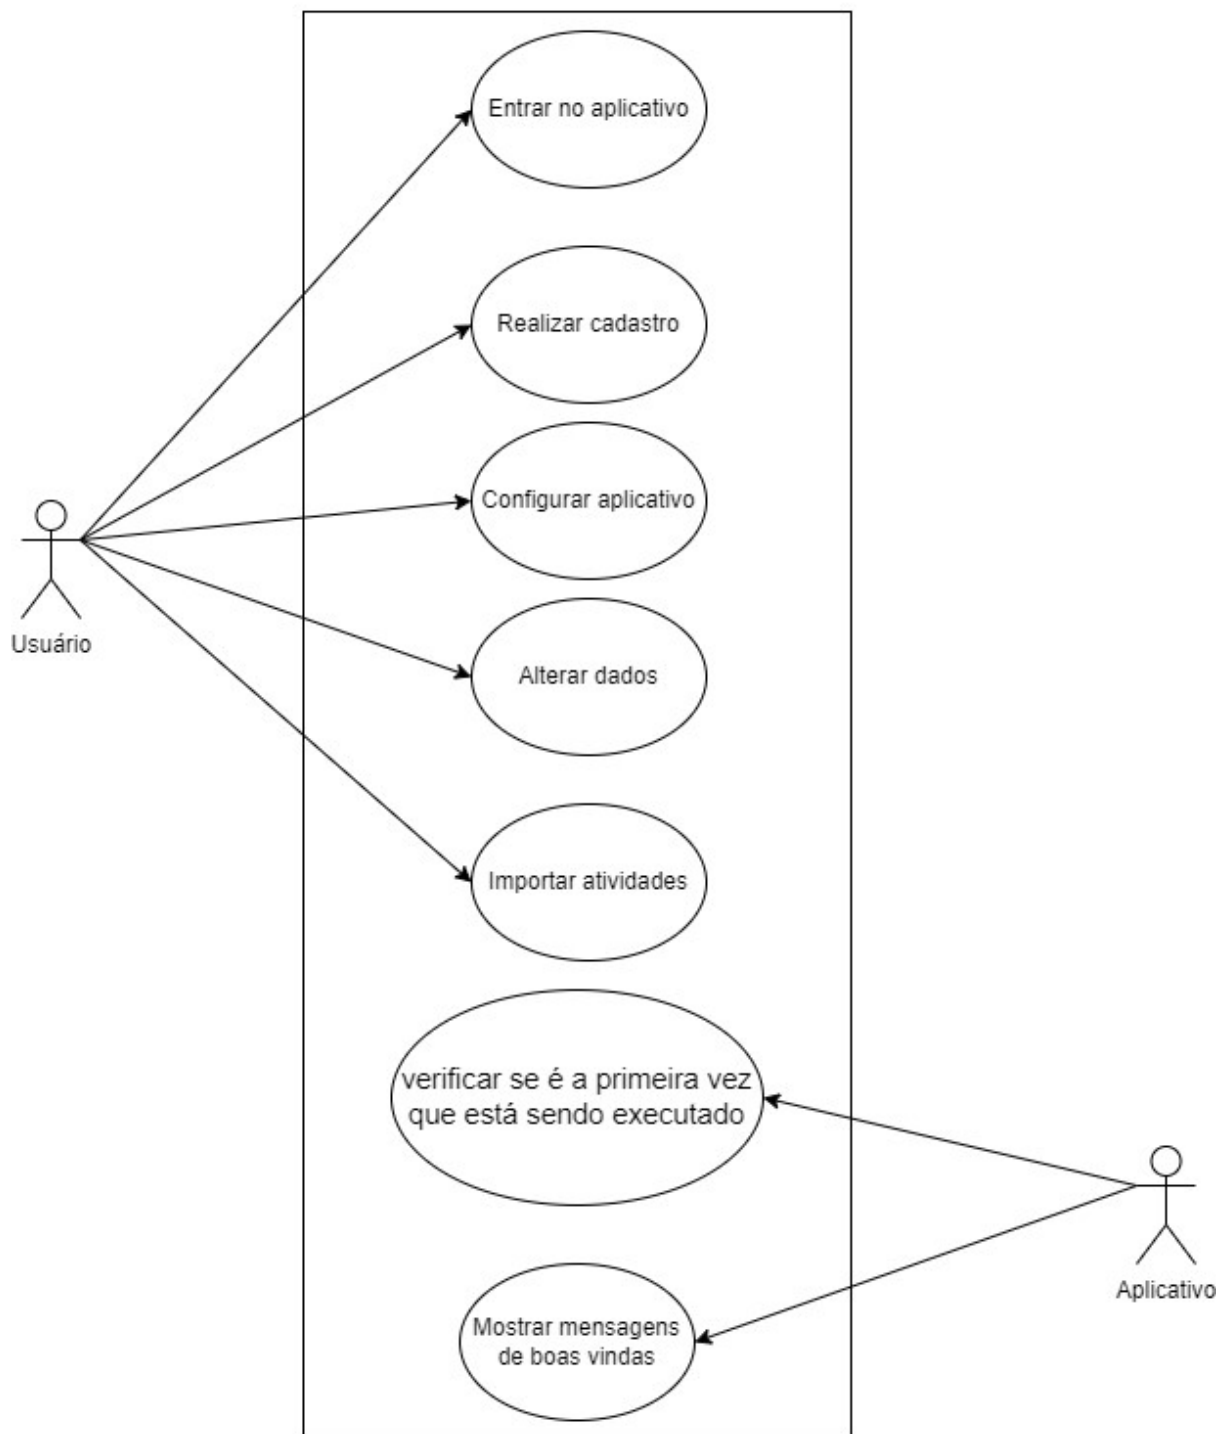 Entrar no aplicativo
Realizar cadastro
Configurar aplicativo
Usuário
Alterar dados
Importar atividades
verificar se é a primeira vez
que está sendo executado
Aplicativo
Mostrar mensagens
de boas vindas